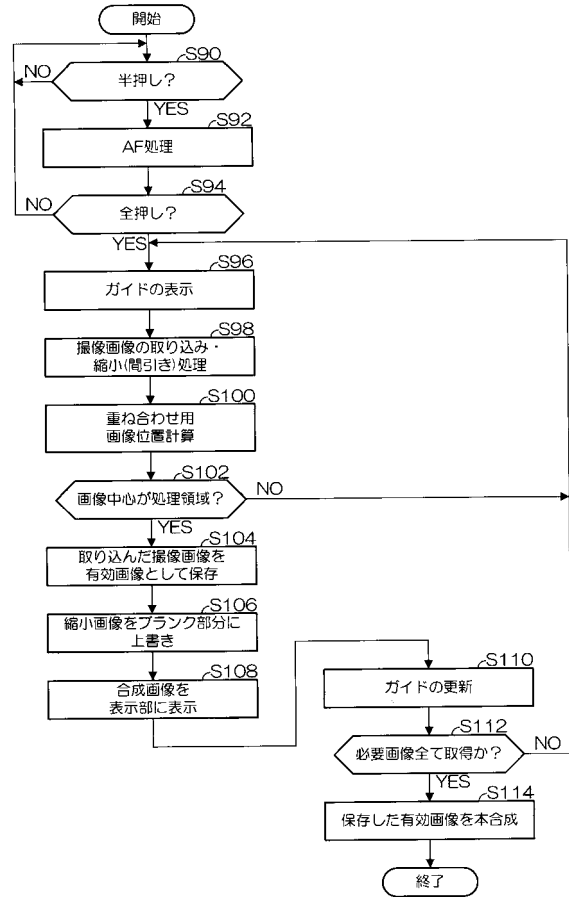 開始
S90
半押し?
NO
YES
S92
AF処理
S94
全押し?
NO
YES
S96
ガイドの表示
S98
撮像画像の取り込み・
縮小(間引き)処理
S100
重ね合わせ用
画像位置計算
S102
画像中心が処理領域?
NO
YES
S104
取り込んだ撮像画像を
有効画像として保存
S106
縮小画像をブランク部分に
上書き
S108
合成画像を
表示部に表示
S110
ガイドの更新
S112
必要画像全て取得か?
NO
YES
S114
保存した有効画像を本合成
終了